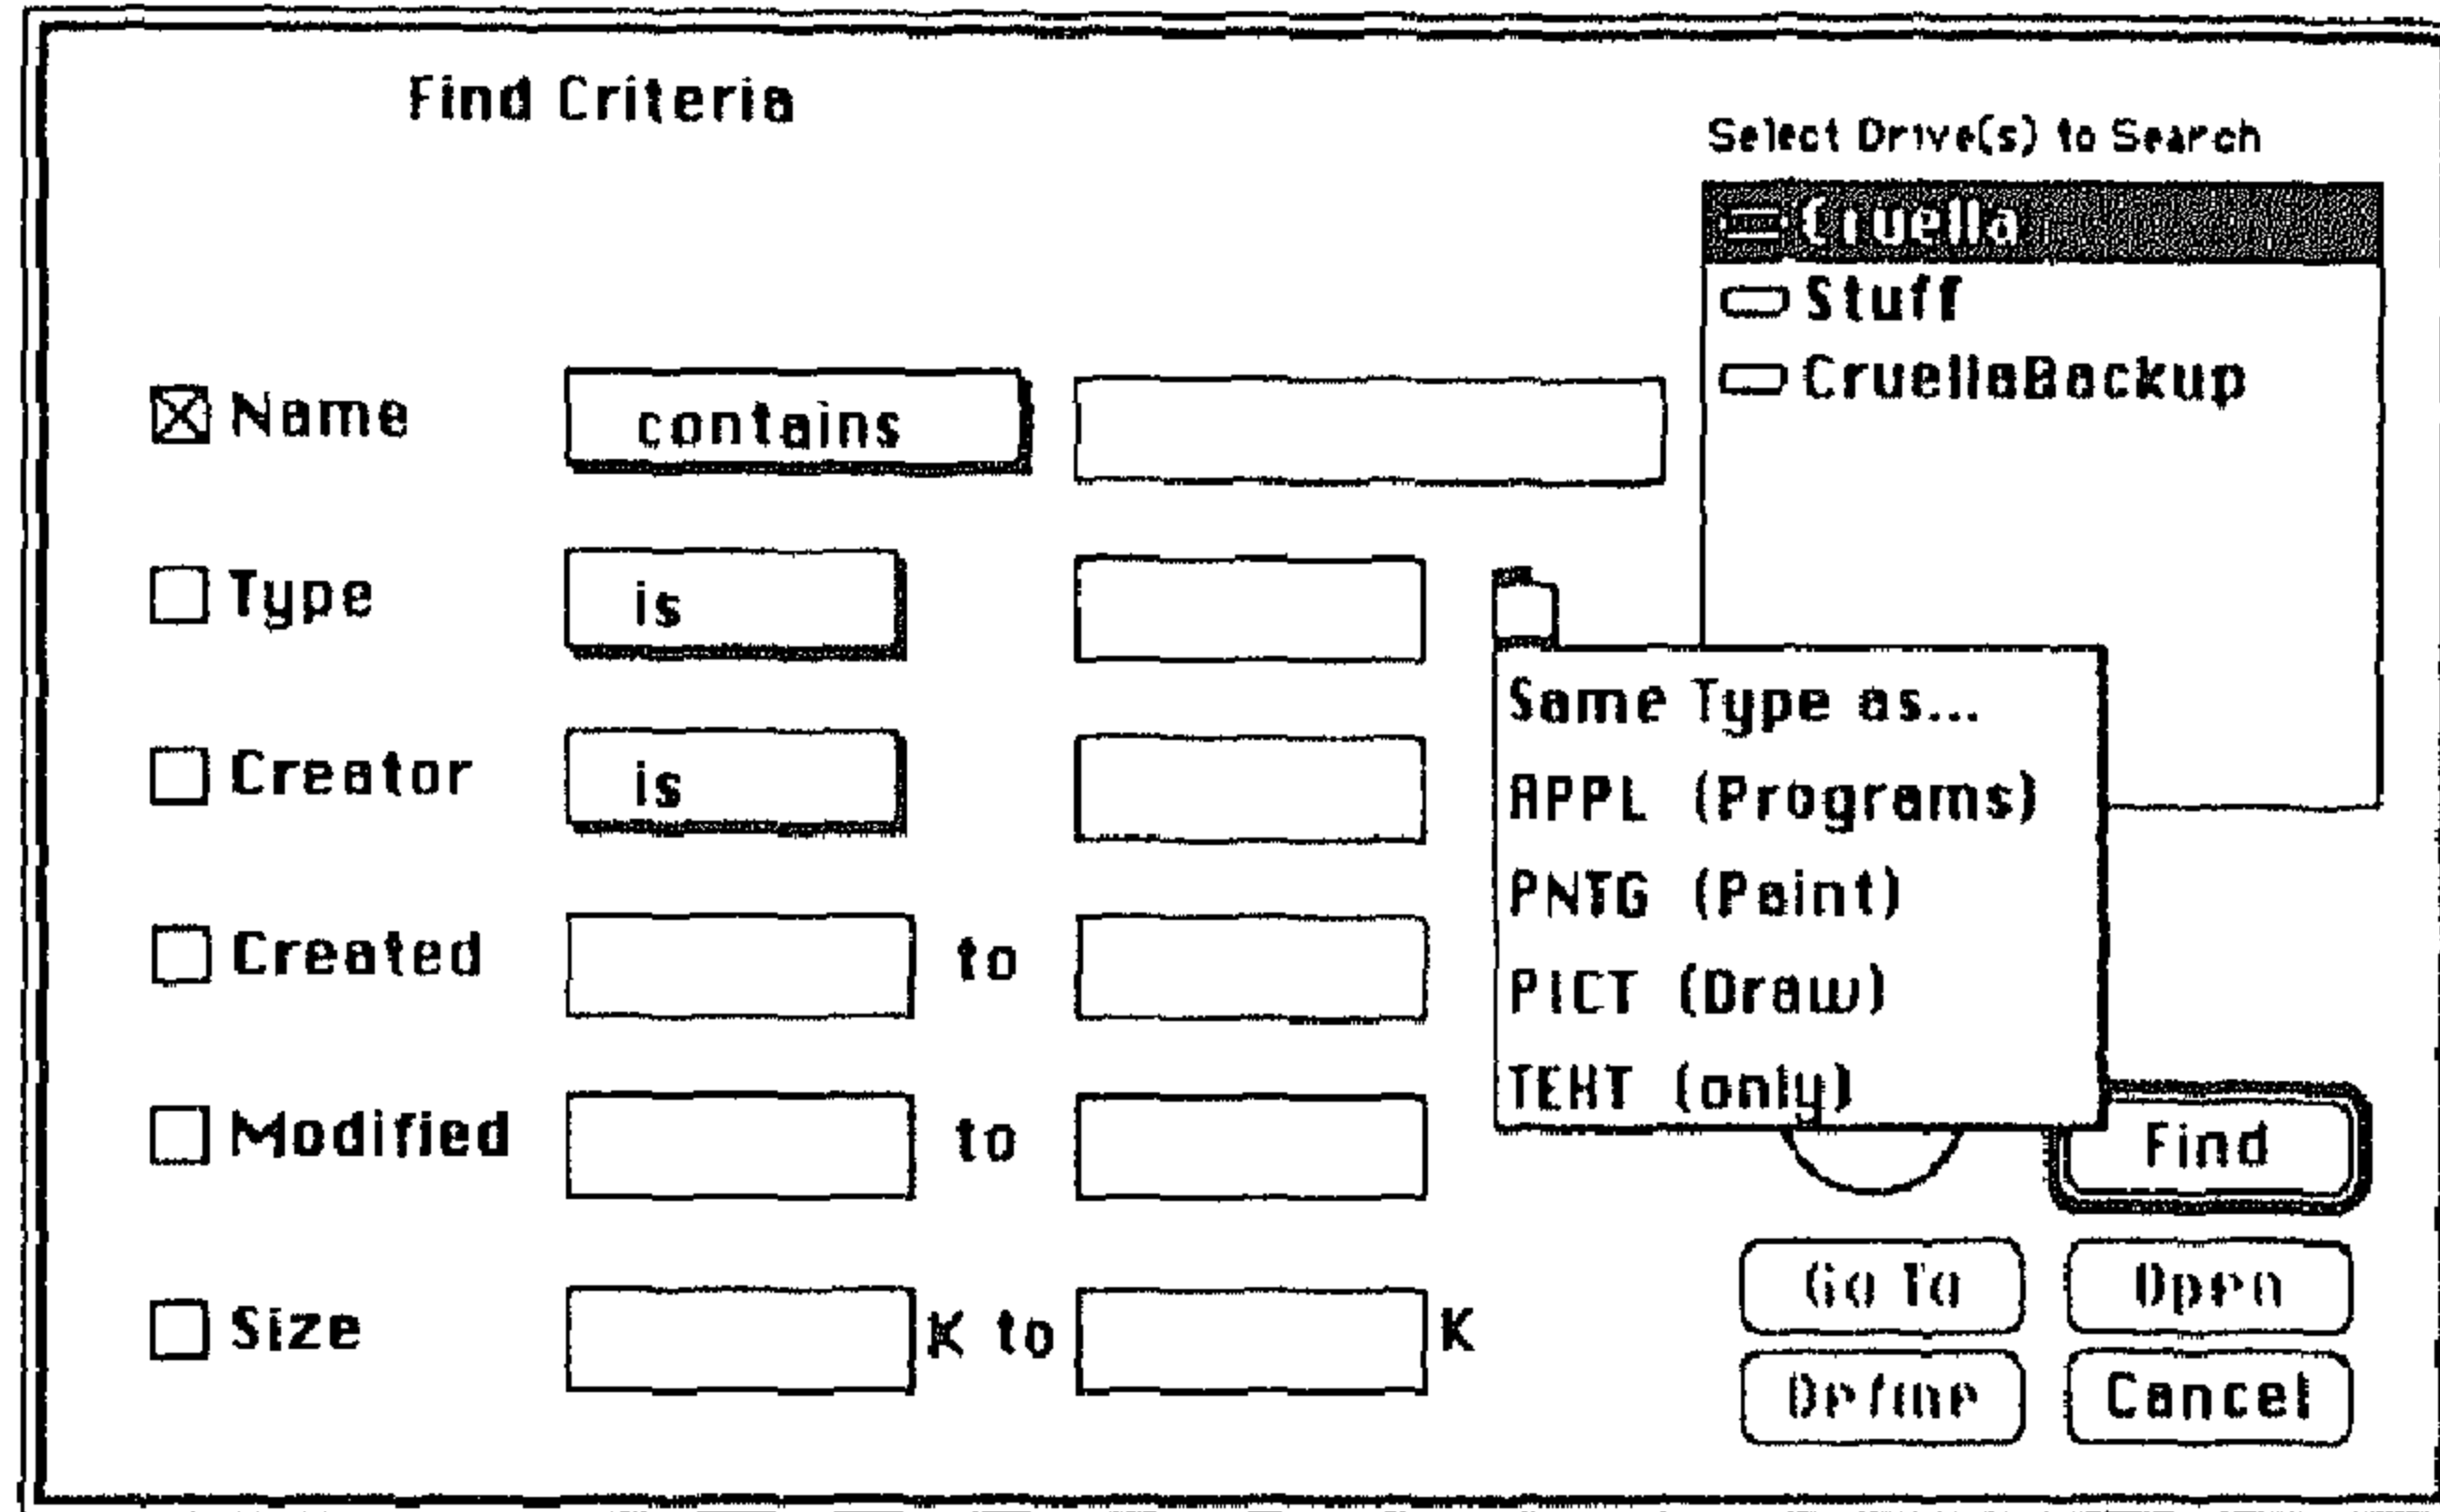 Find Criteria
Select Drive(s) to Search
Cruella
Stuff
CruellaBackup
Name contains
Type is
Same Type as...
APPL (Programs)
PNTG (Paint)
PICT (Draw)
TEXT (only)
Creator is
Created to
Modified to
Size K to K
Find
Go To Open
Define Cancel